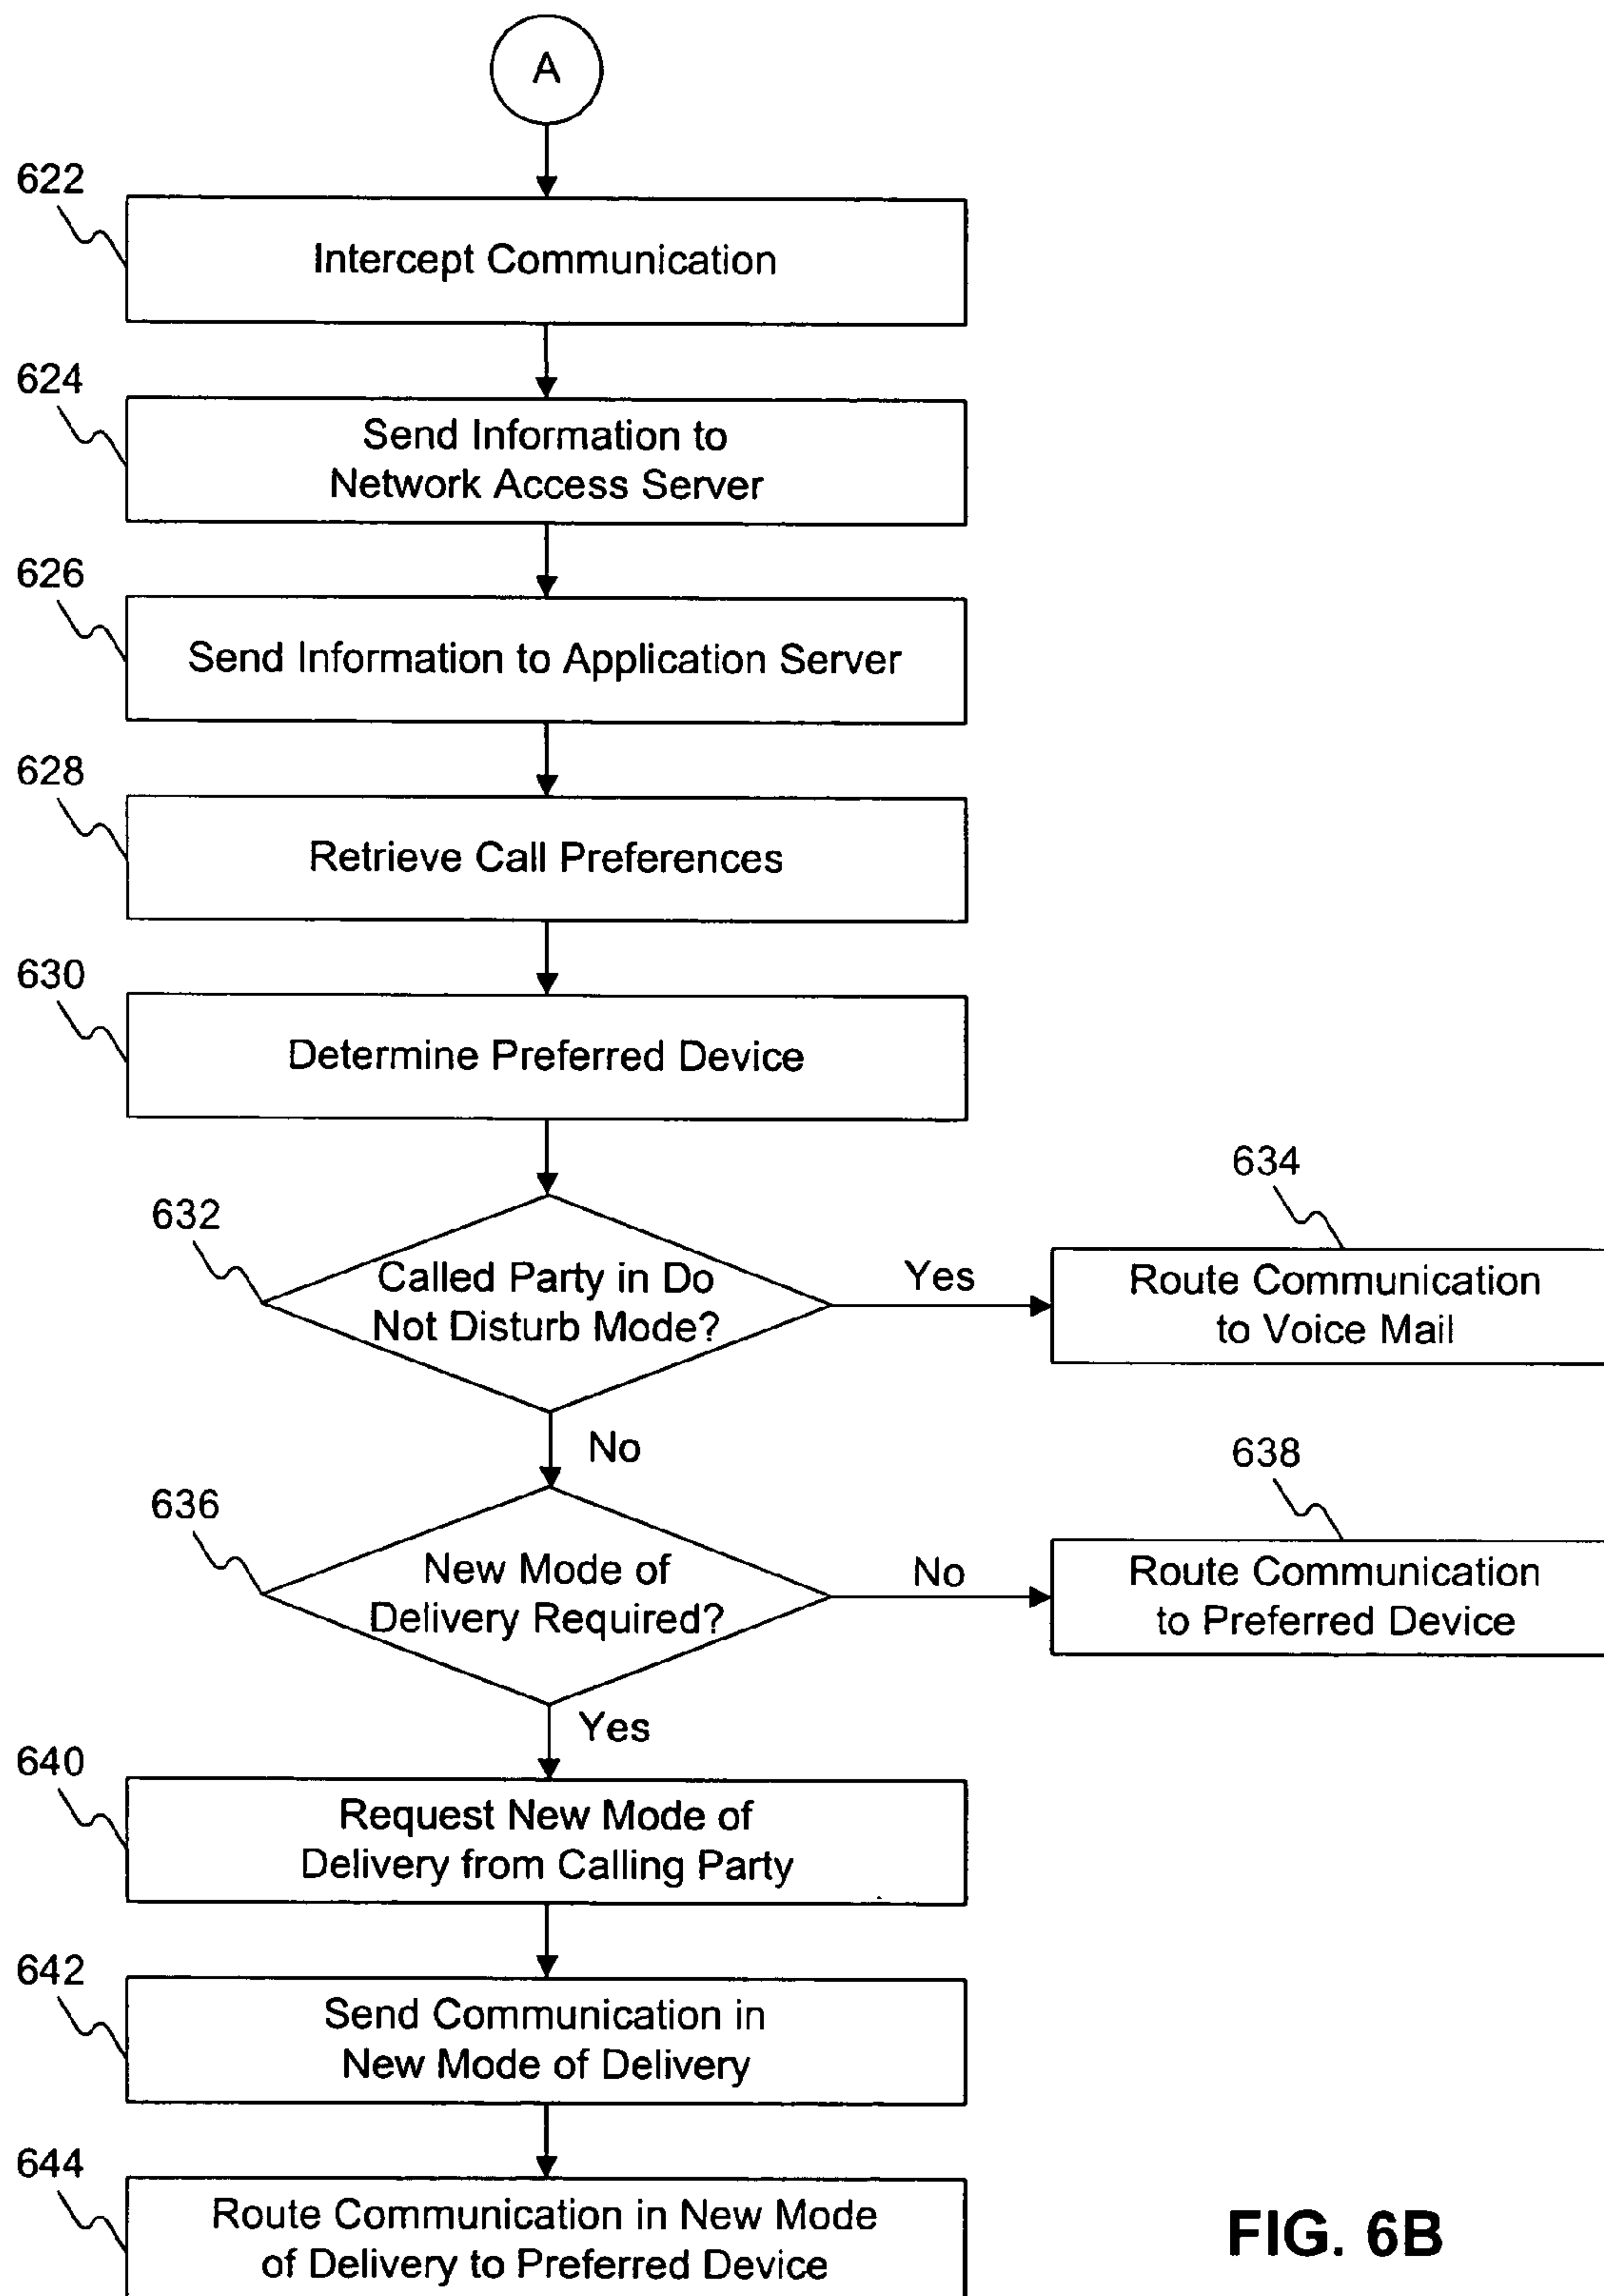 A
622
Intercept Communication
624
Send Information to
Network Access Server
626
Send Information to Application Server
628
Retrieve Call Preferences
630
Determine Preferred Device
632
Called Party in Do
Not Disturb Mode?
Yes
634
Route Communication
to Voice Mail
No
636
New Mode of
Delivery Required?
No
638
Route Communication
to Preferred Device
Yes
640
Request New Mode of
Delivery from Calling Party
642
Send Communication in
New Mode of Delivery
644
Route Communication in New Mode
of Delivery to Preferred Device
FIG. 6B